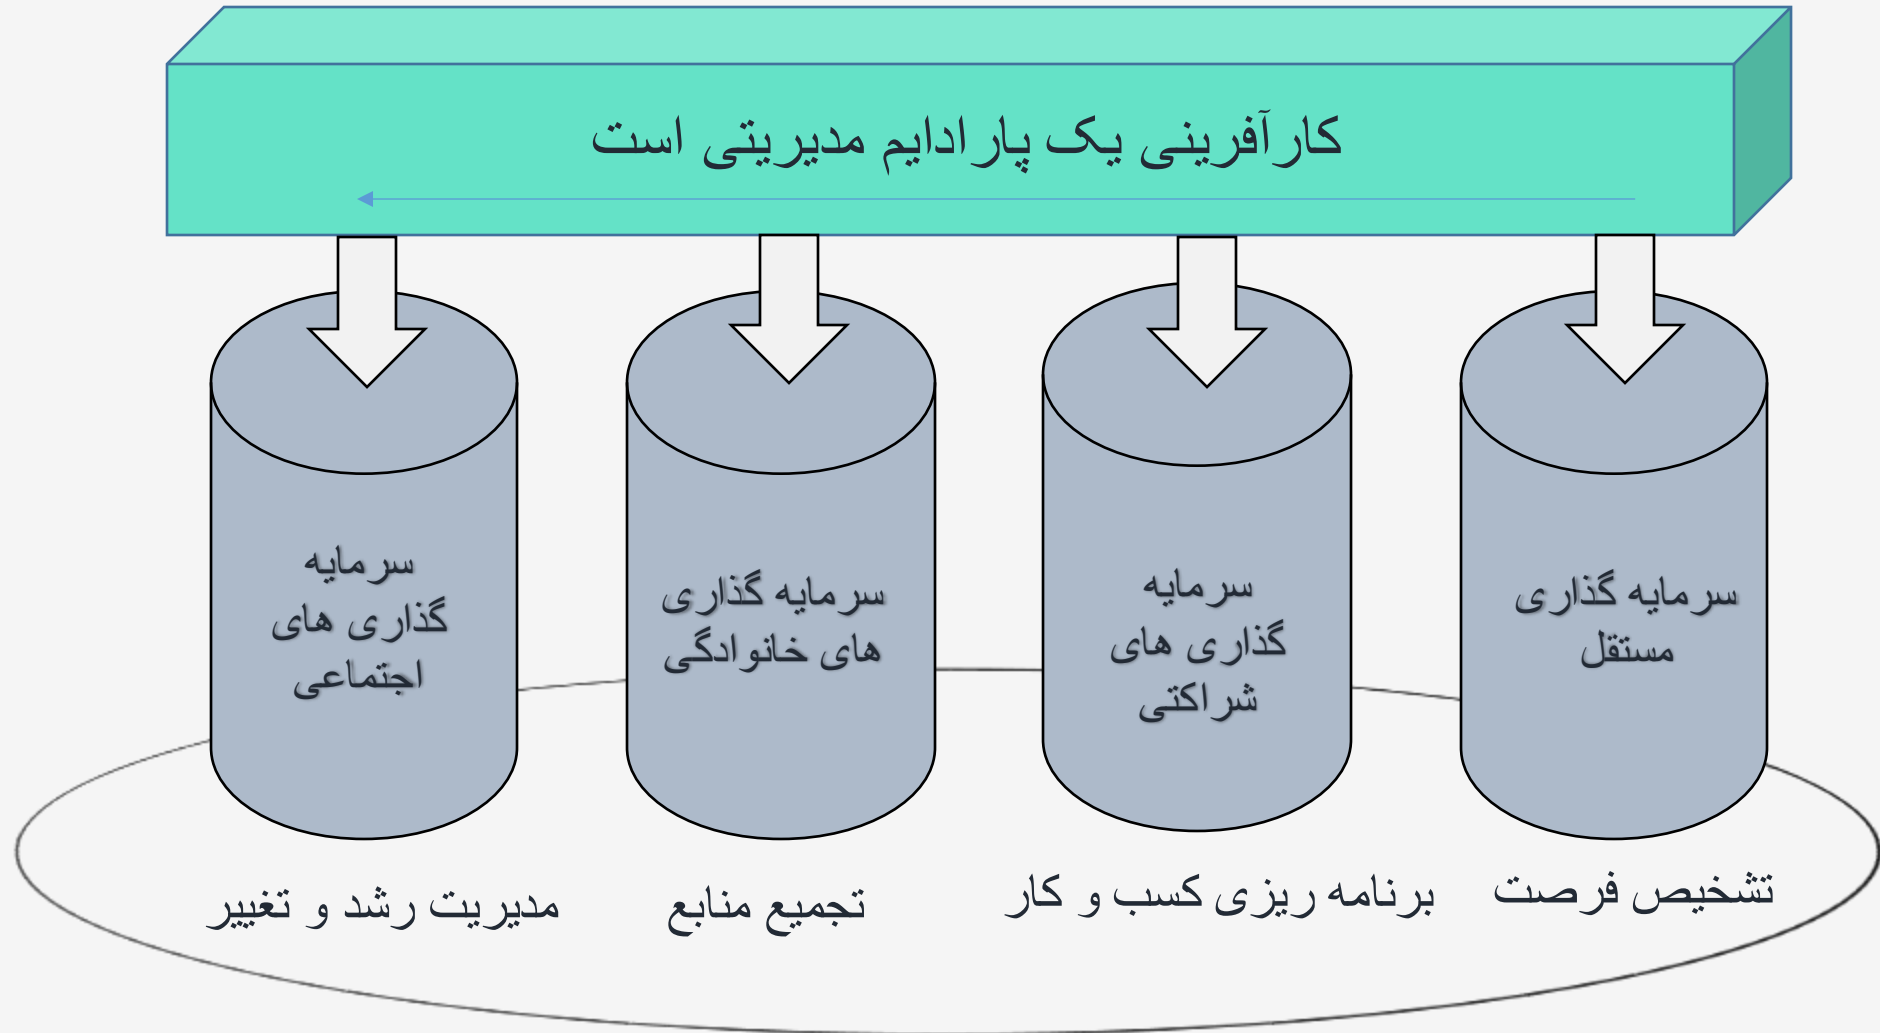 کارآفرینی یک پارادایم مدیریتی است
سرمایه گذاری
مستقل
سرمایه
گذاری های
شراکتی
سرمایه گذاری
های خانوادگی
سرمایه
گذاری های
اجتماعی
تشخیص فرصت
برنامه ریزی کسب و کار
تجمیع منابع
مدیریت رشد و تغییر